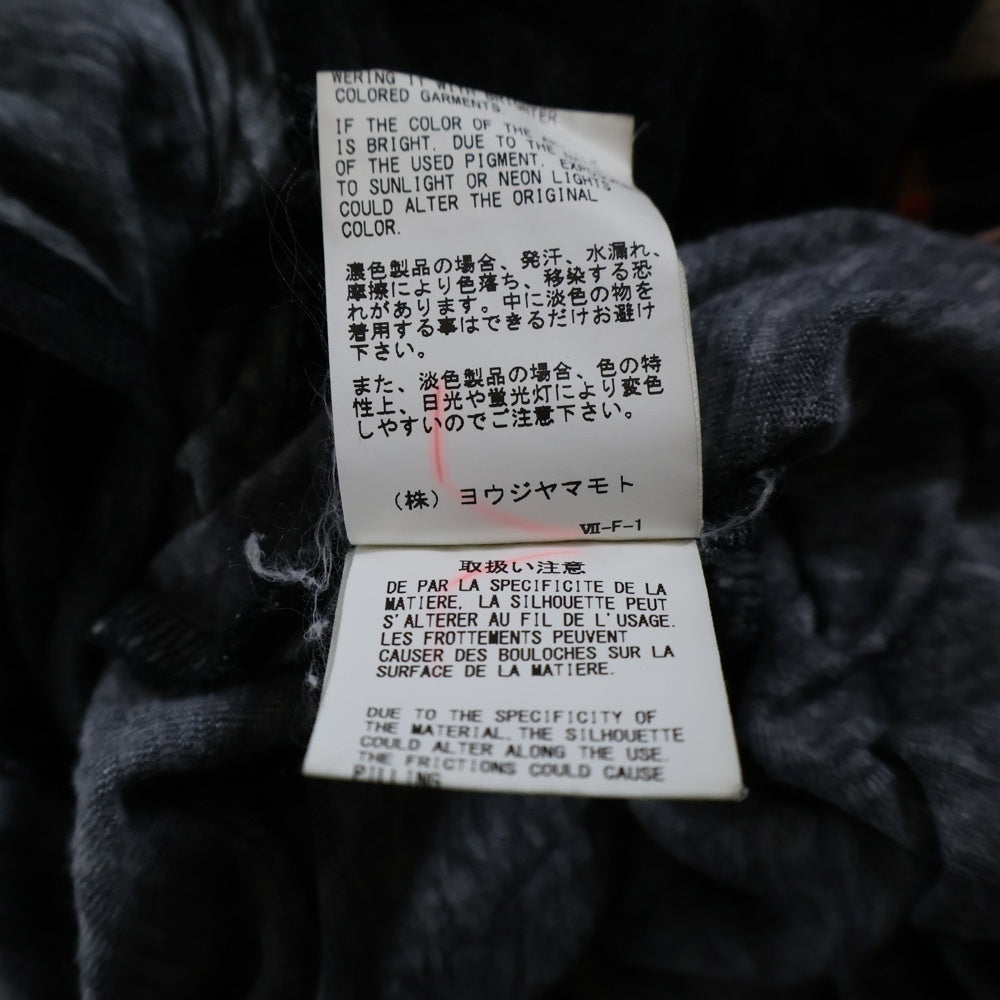 WERING IT WITH
COLORED GARMENTS
IF THE COLOR OF THE
IS BRIGHT. DUE TO THE
OF THE USED PIGMENT.
TO SUNLIGHT OR NEON LIGHTS
COULD ALTER THE ORIGINAL
COLOR.
濃色製品の場合、発汗、水漏れ、
摩擦により色落ち、移染する恐
れがあります。中に淡色の物を
着用する事はできるだけお避け
下さい。
また、淡色製品の場合、色の特
性上、日光や蛍光灯により変色
しやすいのでご注意下さい。
(株) ヨウジヤマモト
Ⅶ-F-1
取扱い注意
DE PAR LA SPECIFICITE DE LA
MATIERE, LA SILHOUETTE PEUT
S'ALTERER AU FIL DE L'USAGE.
LES FROTTEMENTS PEUVENT
CAUSER DES BOULOCHES SUR LA
SURFACE DE LA MATIERE.
DUE TO THE SPECIFICITY OF
THE MATERIAL, THE SILHOUETTE
COULD ALTER ALONG THE USE.
THE FRICTIONS COULD CAUSE
PILLING